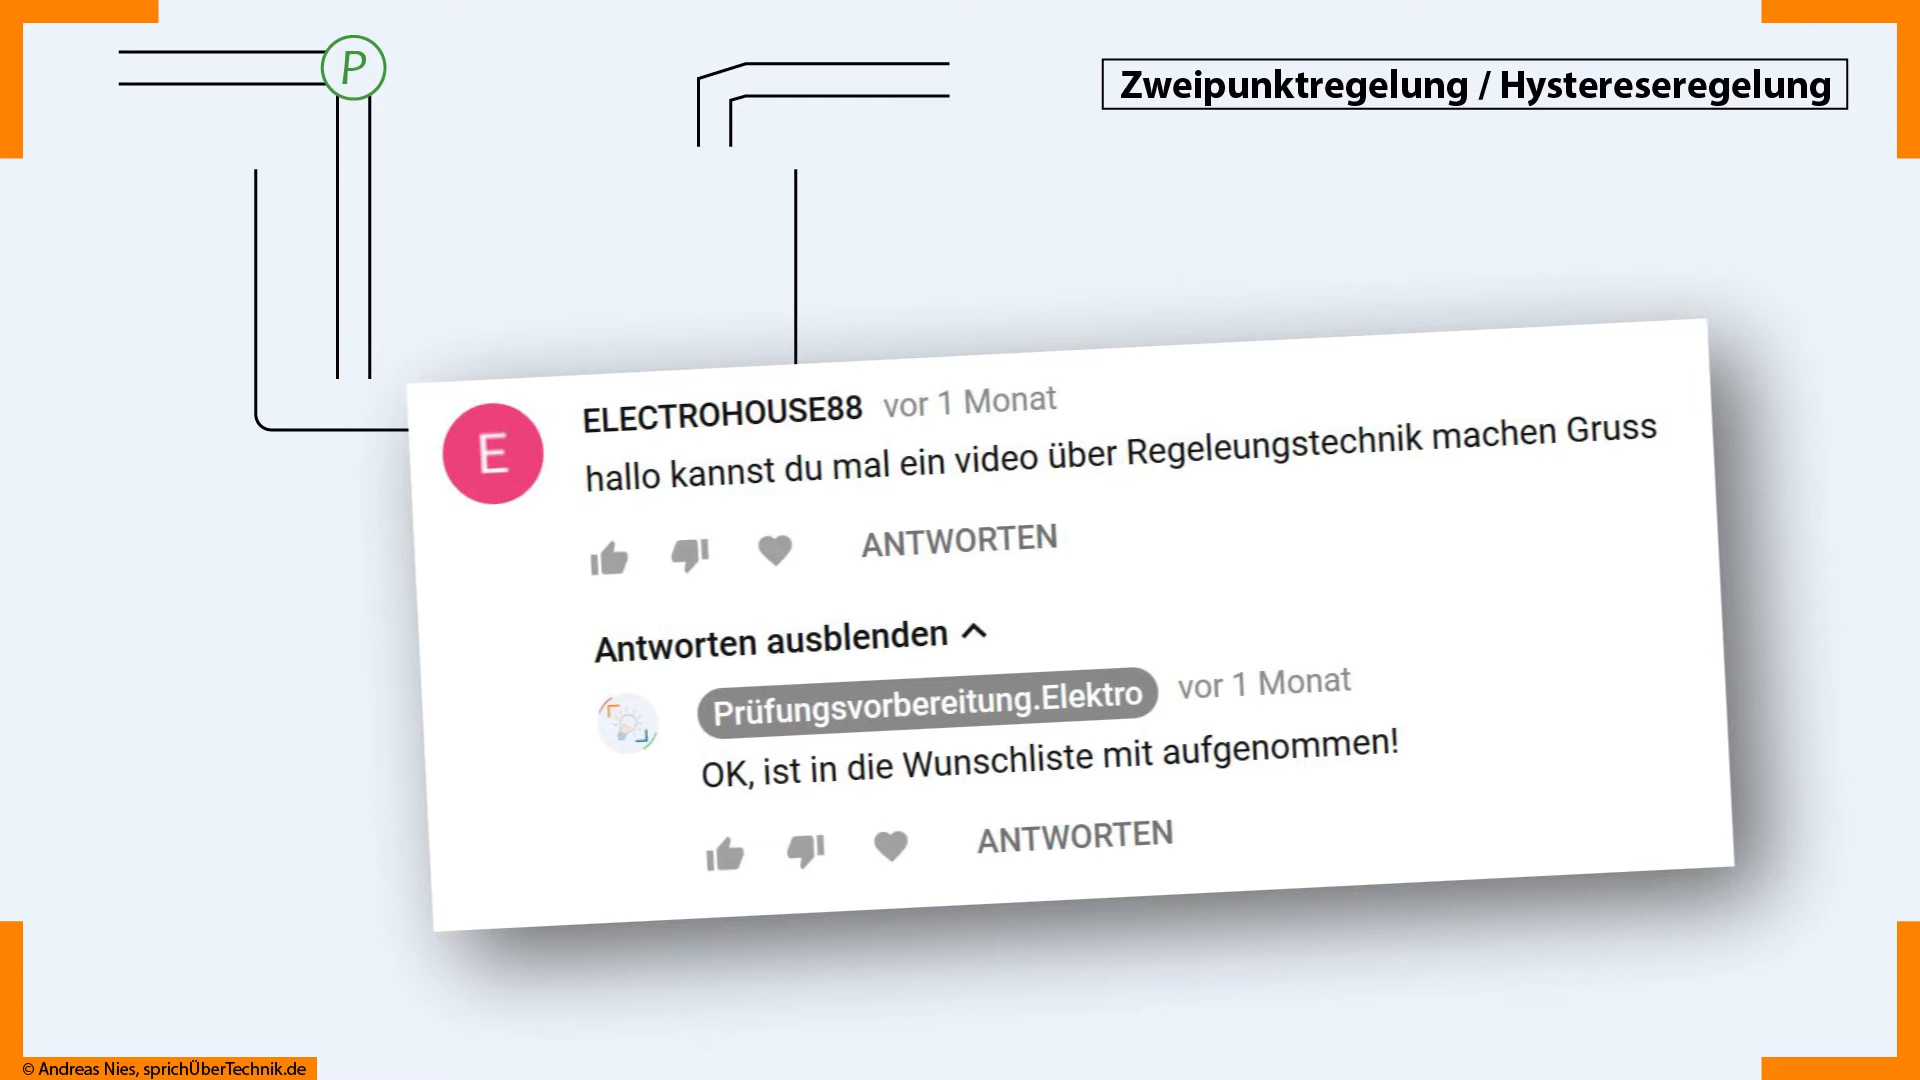 P
Zweipunktregelung / Hystereseregelung
E
ELECTROHOUSE88 vor 1 Monat
hallo kannst du mal ein video über Regeleungstechnik machen Gruss
ANTWORTEN
Antworten ausblenden
Prüfungsvorbereitung.Elektro vor 1 Monat
OK, ist in die Wunschliste mit aufgenommen!
ANTWORTEN
© Andreas Nies, sprichÜberTechnik.de